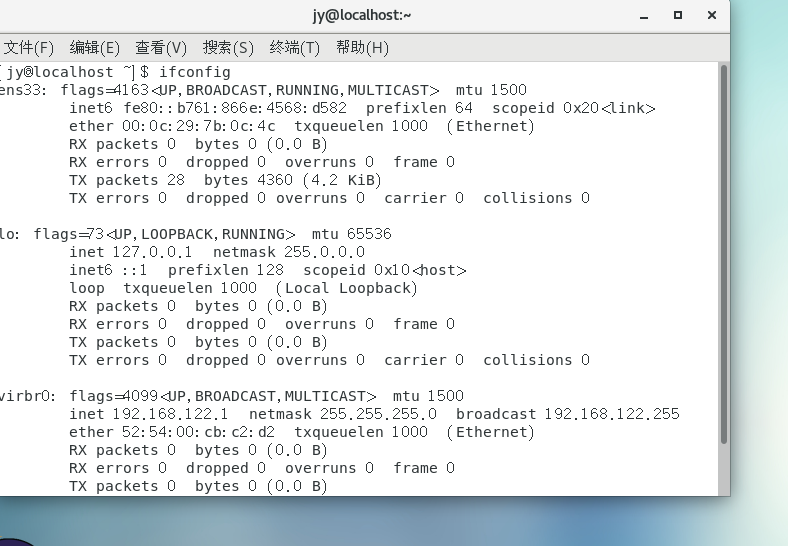 jy@localhost:~
文件(F) 编辑(E) 查看(V) 搜索(S) 终端(T) 帮助(H)
[jy@localhost ~]$ ifconfig
ens33: flags=4163<UP,BROADCAST,RUNNING,MULTICAST>  mtu 1500
        inet6 fe80::b761:866e:4568:d582  prefixlen 64  scopeid 0x20<link>
        ether 00:0c:29:7b:0c:4c  txqueuelen 1000  (Ethernet)
        RX packets 0  bytes 0 (0.0 B)
        RX errors 0  dropped 0  overruns 0  frame 0
        TX packets 28  bytes 4360 (4.2 KiB)
        TX errors 0  dropped 0 overruns 0  carrier 0  collisions 0
lo: flags=73<UP,LOOPBACK,RUNNING>  mtu 65536
        inet 127.0.0.1  netmask 255.0.0.0
        inet6 ::1  prefixlen 128  scopeid 0x10<host>
        loop  txqueuelen 1000  (Local Loopback)
        RX packets 0  bytes 0 (0.0 B)
        RX errors 0  dropped 0  overruns 0  frame 0
        TX packets 0  bytes 0 (0.0 B)
        TX errors 0  dropped 0 overruns 0  carrier 0  collisions 0
virbr0: flags=4099<UP,BROADCAST,MULTICAST>  mtu 1500
        inet 192.168.122.1  netmask 255.255.255.0  broadcast 192.168.122.255
        ether 52:54:00:cb:c2:d2  txqueuelen 1000  (Ethernet)
        RX packets 0  bytes 0 (0.0 B)
        RX errors 0  dropped 0  overruns 0  frame 0
        TX packets 0  bytes 0 (0.0 B)